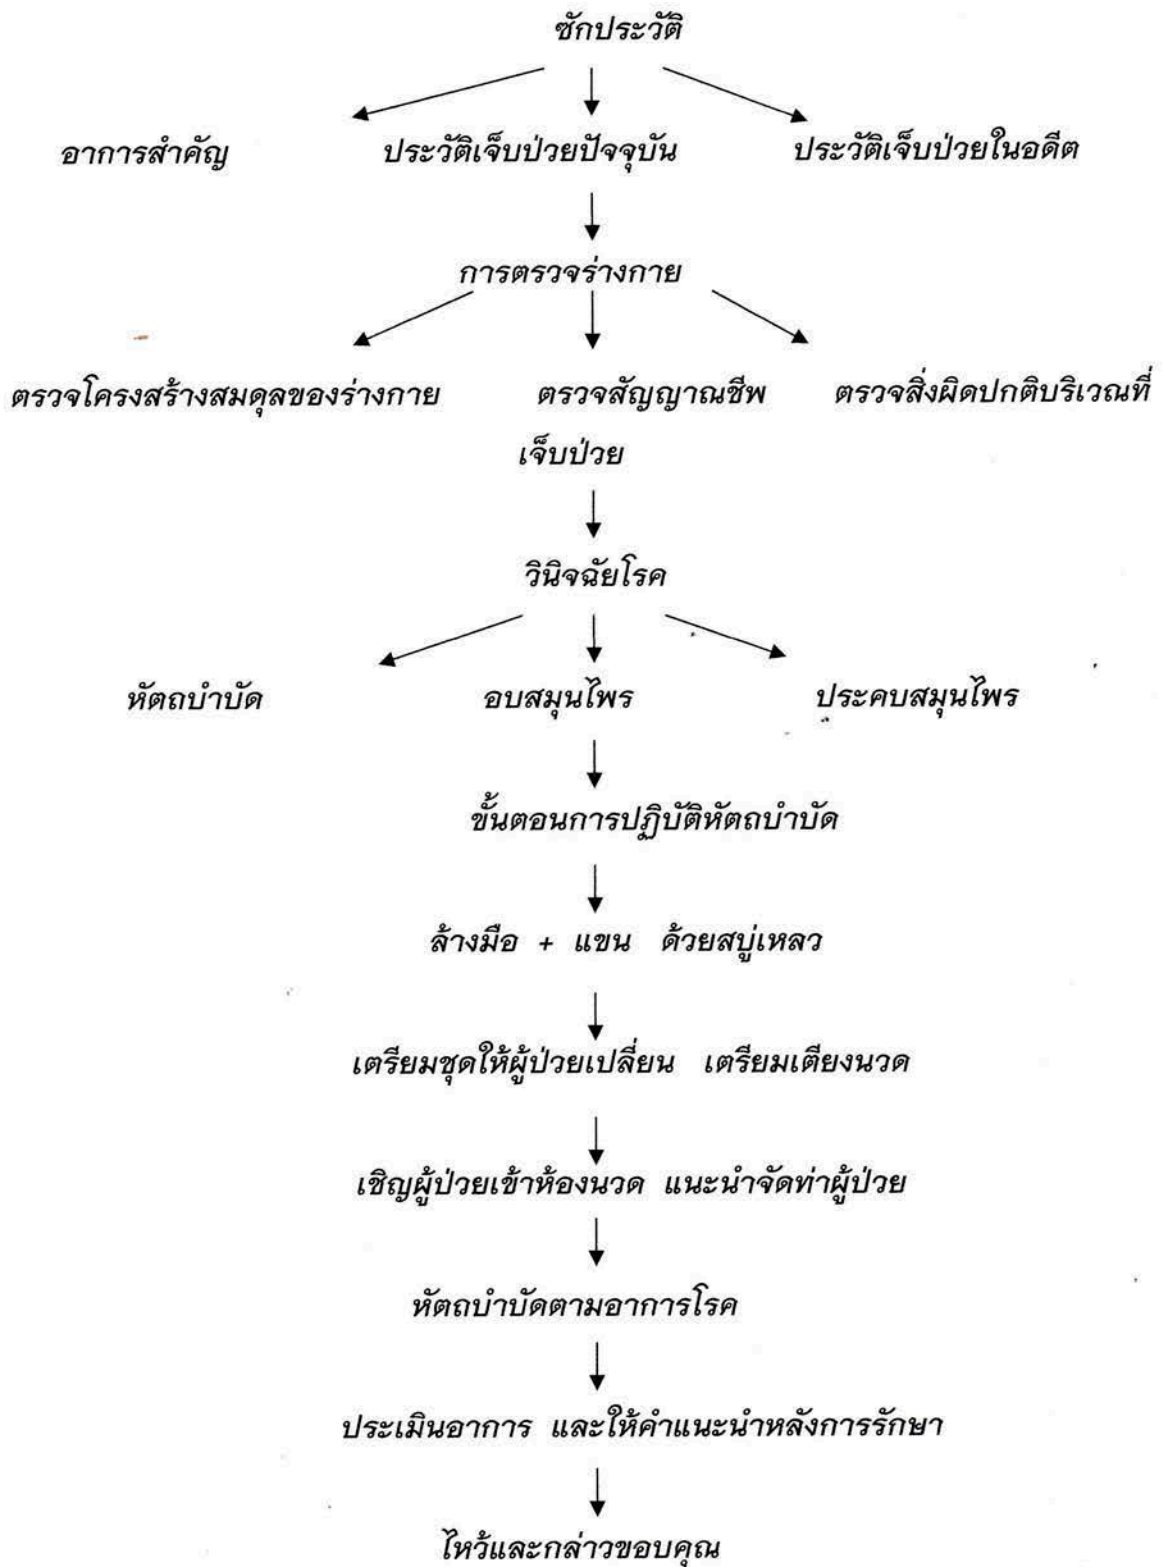 ซักประวัติ
อาการสำคัญ ประวัติเจ็บป่วยปัจจุบัน ประวัติเจ็บป่วยในอดีต
การตรวจร่างกาย
ตรวจโครงสร้างสมดุลของร่างกาย ตรวจสัญญาณชีพ ตรวจสิ่งผิดปกติบริเวณที่
เจ็บป่วย
วินิจฉัยโรค
หัตถบำบัด อบสมุนไพร ประคบสมุนไพร
ขั้นตอนการปฏิบัติหัตถบำบัด
ล้างมือ + แขน ด้วยสบู่เหลว
เตรียมชุดให้ผู้ป่วยเปลี่ยน เตรียมเตียงนวด
เชิญผู้ป่วยเข้าห้องนวด แนะนำจัดท่าผู้ป่วย
หัตถบำบัดตามอาการโรค
ประเมินอาการ และให้คำแนะนำหลังการรักษา
ไหว้และกล่าวขอบคุณ